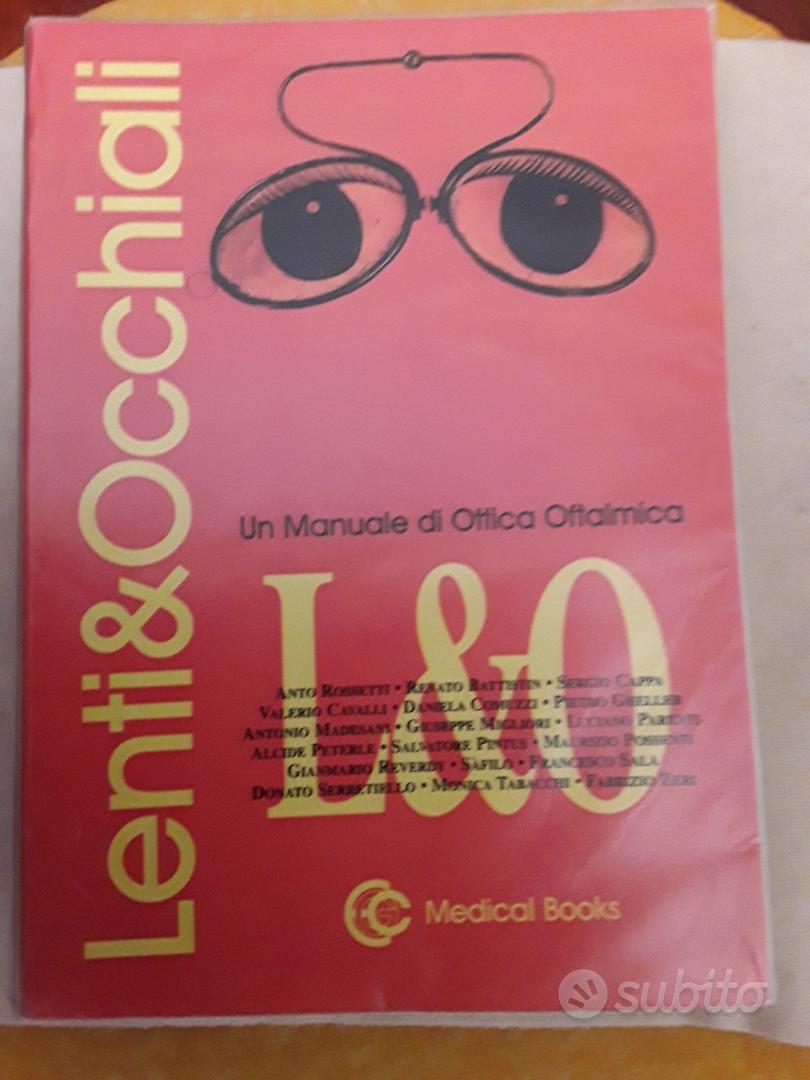 Lenti&Occhiali
Un Manuale di Ottica Oftalmica
L&O
ANTO ROSSETTI • RENATO BATTISTIN • SERGIO CAPPA
VALERIO CAVALLI • DANIELA COMUZZI • PIETRO GHELLER
ANTONIO MADESANI • GIUSEPPE MIGLIORI • LUCIANO PARIENTI
ALCIDE PETERLE • SALVATORE PINTUS • MAURIZIO POSSENTI
GIANMARIO REVERDY • SAFILO • FRANCESCO SALA
DONATO SERRETIELLO • MONICA TABACCHI • FABRIZIO ZERI
Medical Books
subito